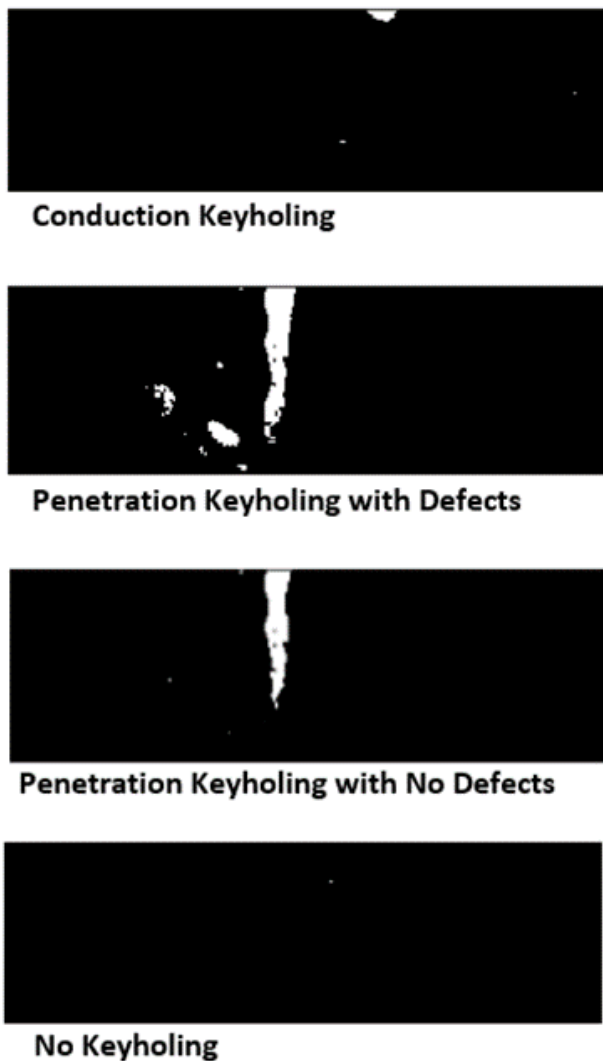 Conduction Keyholing
Penetration Keyholing with Defects
Penetration Keyholing with No Defects
No Keyholing